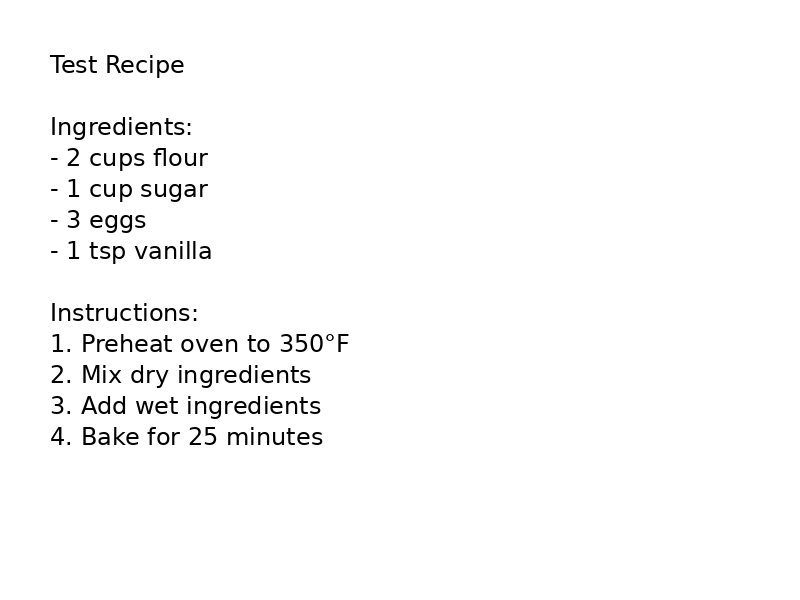 Test Recipe
Ingredients:
- 2 cups flour
- 1 cup sugar
- 3 eggs
- 1 tsp vanilla
Instructions:
1. Preheat oven to 350°F
2. Mix dry ingredients
3. Add wet ingredients
4. Bake for 25 minutes